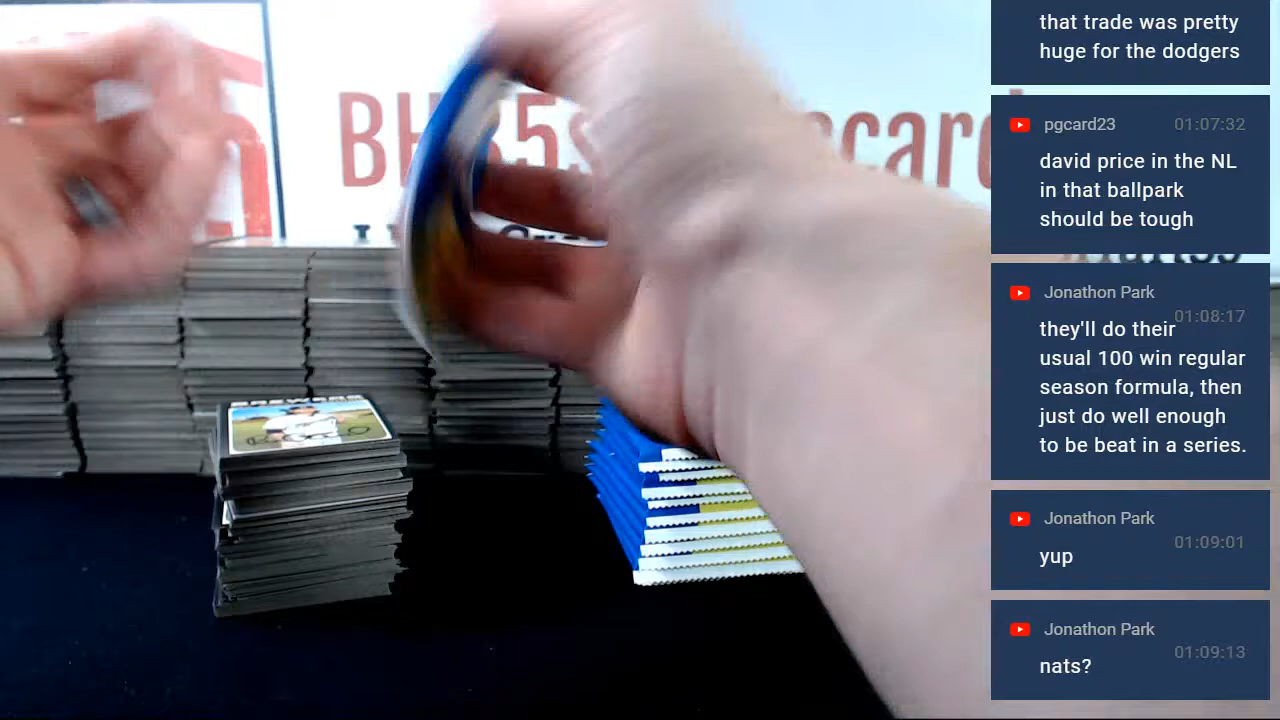 that trade was pretty
huge for the dodgers
pgcard23 01:07:32
david price in the NL
in that ballpark
should be tough
Jonathon Park 01:08:17
they'll do their
usual 100 win regular
season formula, then
just do well enough
to be beat in a series.
Jonathon Park 01:09:01
yup
Jonathon Park 01:09:13
nats?
BREWERS